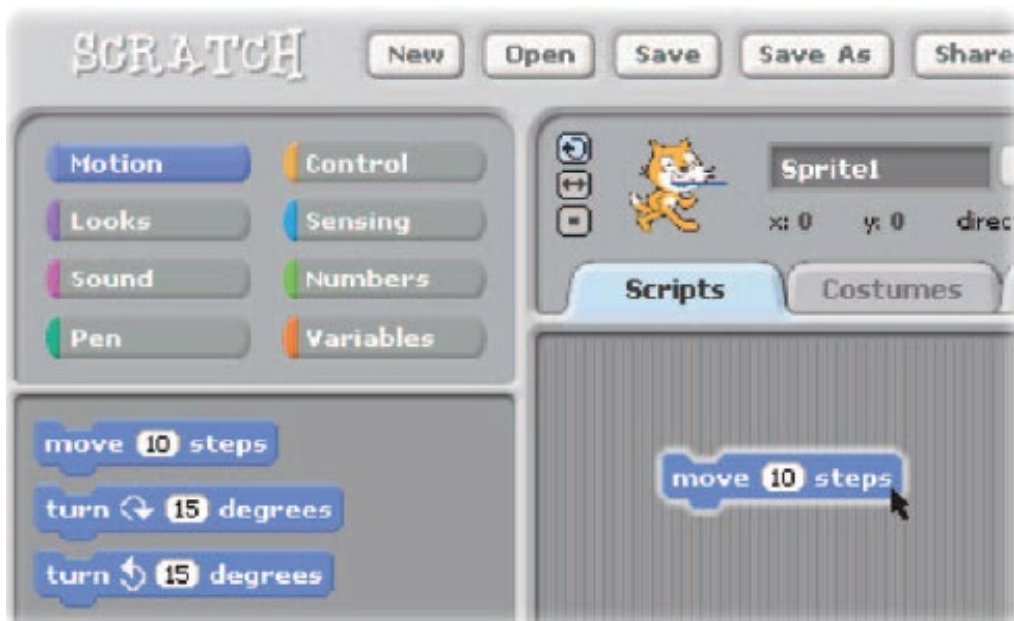 SCRATCH New Open Save Save As Share
Motion Control
Looks Sensing
Sound Numbers
Pen Variables
Sprite1
x: 0 y: 0 direc
Scripts Costumes
move 10 steps
turn 15 degrees
turn 15 degrees
move 10 steps